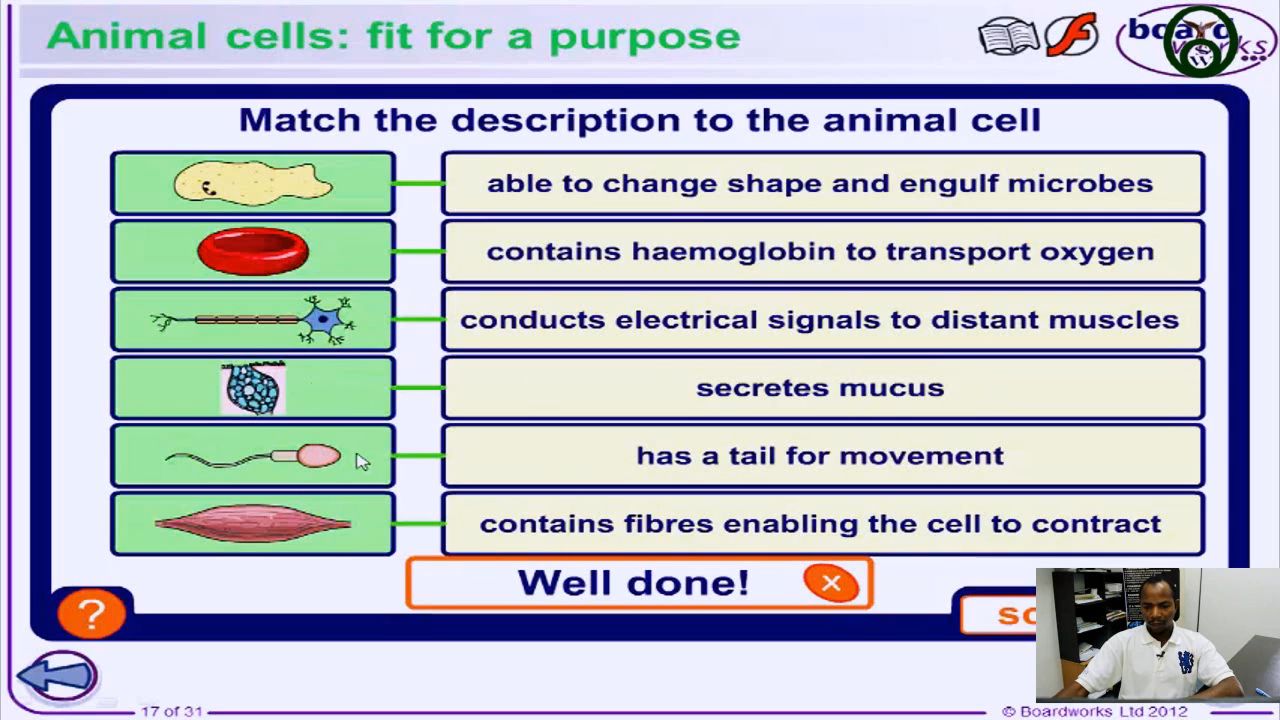 Animal cells: fit for a purpose
board
works
W
Match the description to the animal cell
able to change shape and engulf microbes
contains haemoglobin to transport oxygen
conducts electrical signals to distant muscles
secretes mucus
has a tail for movement
contains fibres enabling the cell to contract
Well done!
?
17 of 31
© Boardworks Ltd 2012